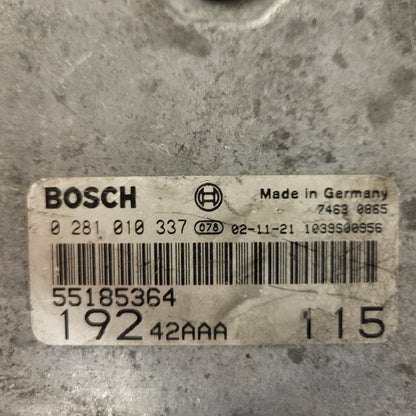 BOSCH Made in Germany
7463 0865
0 281 010 337 078 02-11-21 1039S00956
55185364
192 42AAA 115